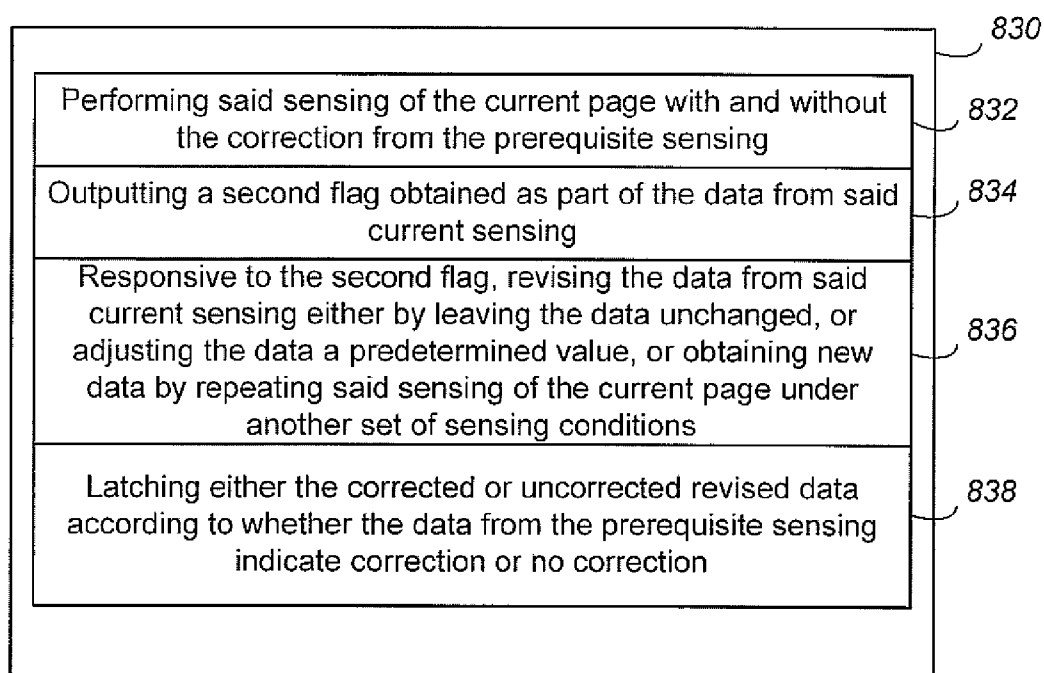 830
Performing said sensing of the current page with and without
the correction from the prerequisite sensing
832
Outputting a second flag obtained as part of the data from said
current sensing
834
Responsive to the second flag, revising the data from said
current sensing either by leaving the data unchanged, or
adjusting the data a predetermined value, or obtaining new
data by repeating said sensing of the current page under
another set of sensing conditions
836
Latching either the corrected or uncorrected revised data
according to whether the data from the prerequisite sensing
indicate correction or no correction
838